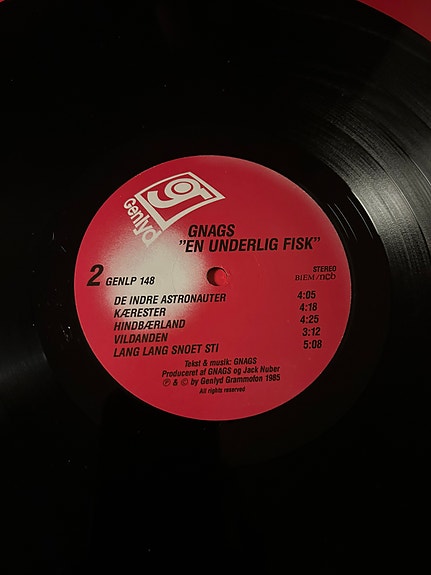 Genlyd
GNAGS
"EN UNDERLIG FISK"
2 GENLP 148
STEREO
BIEM/nCb
DE INDRE ASTRONAUTER 4:05
KÆRESTER 4:18
HINDBÆRLAND 4:25
VILDANDEN 3:12
LANG LANG SNOET STI 5:08
Tekst & musik: GNAGS
Produceret af GNAGS og Jack Nuber
Ⓟ & © by Genlyd Grammofon 1985
All rights reserved